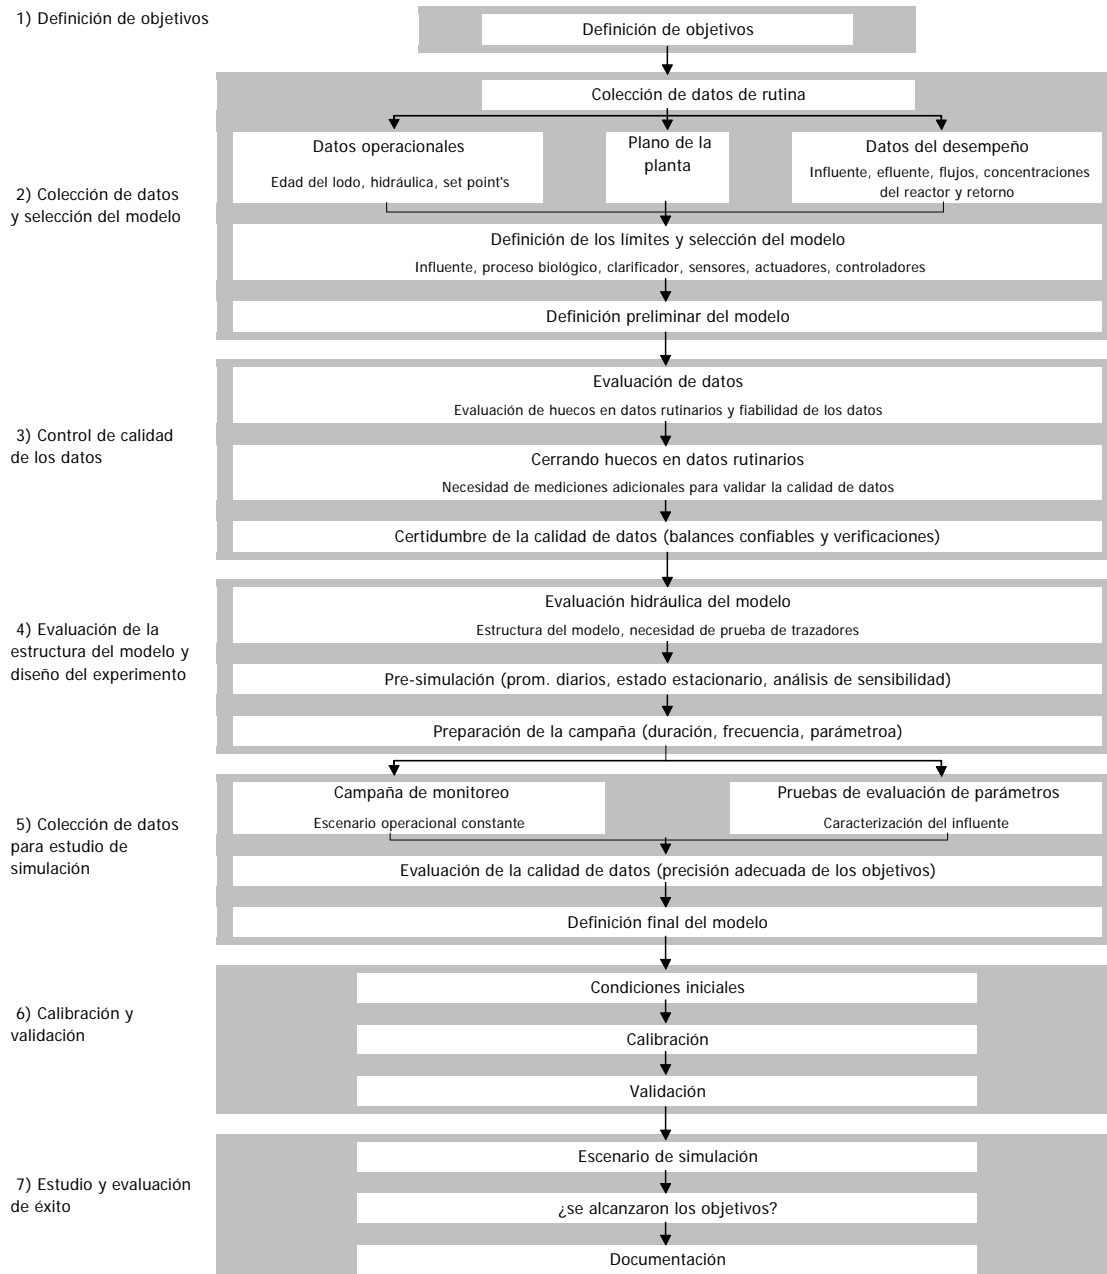 1) Definición de objetivos
Definición de objetivos
2) Colección de datos
y selección del modelo
Colección de datos de rutina
Datos operacionales
Edad del lodo, hidráulica, set point's
Plano de la
planta
Datos del desempeño
Influente, efluente, flujos, concentraciones
del reactor y retorno
Definición de los límites y selección del modelo
Influente, proceso biológico, clarificador, sensores, actuadores, controladores
Definición preliminar del modelo
3) Control de calidad
de los datos
Evaluación de datos
Evaluación de huecos en datos rutinarios y fiabilidad de los datos
Cerrando huecos en datos rutinarios
Necesidad de mediciones adicionales para validar la calidad de datos
Certidumbre de la calidad de datos (balances confiables y verificaciones)
4) Evaluación de la
estructura del modelo y
diseño del experimento
Evaluación hidráulica del modelo
Estructura del modelo, necesidad de prueba de trazadores
Pre-simulación (prom. diarios, estado estacionario, análisis de sensibilidad)
Preparación de la campaña (duración, frecuencia, parámetroa)
5) Colección de datos
para estudio de
simulación
Campaña de monitoreo
Escenario operacional constante
Pruebas de evaluación de parámetros
Caracterización del influente
Evaluación de la calidad de datos (precisión adecuada de los objetivos)
Definición final del modelo
6) Calibración y
validación
Condiciones iniciales
Calibración
Validación
7) Estudio y evaluación
de éxito
Escenario de simulación
¿se alcanzaron los objetivos?
Documentación